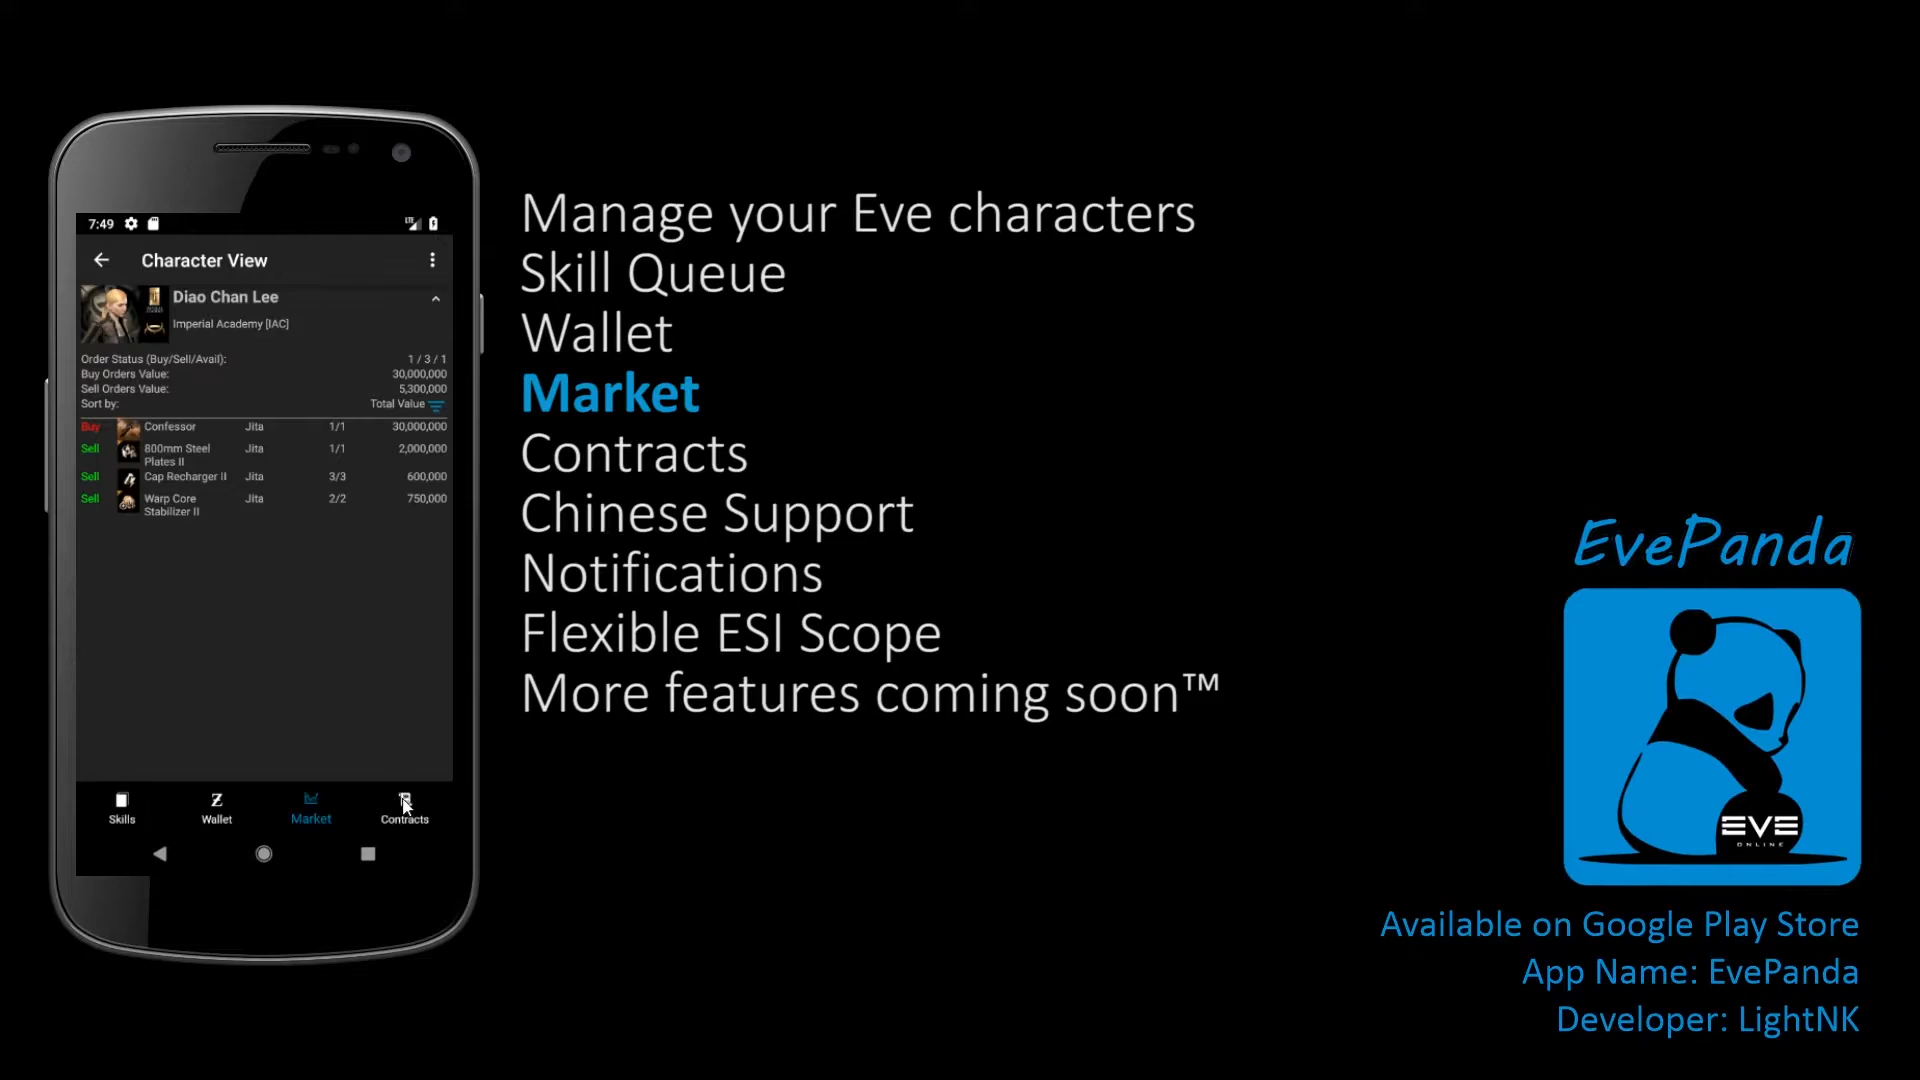 7:49
LTE
Character View
Diao Chan Lee
Imperial Academy [IAC]
Order Status (Buy/Sell/Avail): 1 / 3 / 1
Buy Orders Value: 30,000,000
Sell Orders Value: 5,300,000
Sort by: Total Value
Buy Confessor Jita 1/1 30,000,000
Sell 800mm Steel Plates II Jita 1/1 2,000,000
Sell Cap Recharger II Jita 3/3 600,000
Sell Warp Core Stabilizer II Jita 2/2 750,000
Skills Wallet Market Contracts
Manage your Eve characters
Skill Queue
Wallet
Market
Contracts
Chinese Support
Notifications
Flexible ESI Scope
More features coming soon™
EvePanda
EVE
ONLINE
Available on Google Play Store
App Name: EvePanda
Developer: LightNK